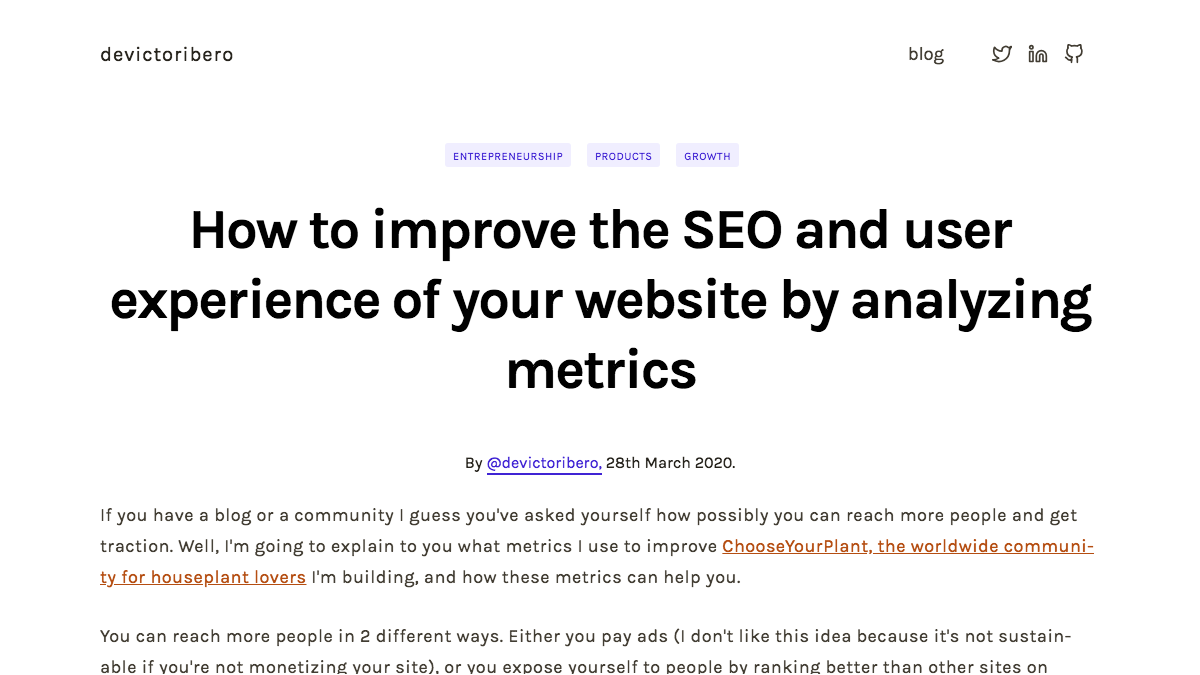 devictoribero
blog
ENTREPRENEURSHIP PRODUCTS GROWTH
How to improve the SEO and user
experience of your website by analyzing
metrics
By @devictoribero, 28th March 2020.
If you have a blog or a community I guess you've asked yourself how possibly you can reach more people and get
traction. Well, I'm going to explain to you what metrics I use to improve ChooseYourPlant, the worldwide communi-
ty for houseplant lovers I'm building, and how these metrics can help you.
You can reach more people in 2 different ways. Either you pay ads (I don't like this idea because it's not sustain-
able if you're not monetizing your site), or you expose yourself to people by ranking better than other sites on